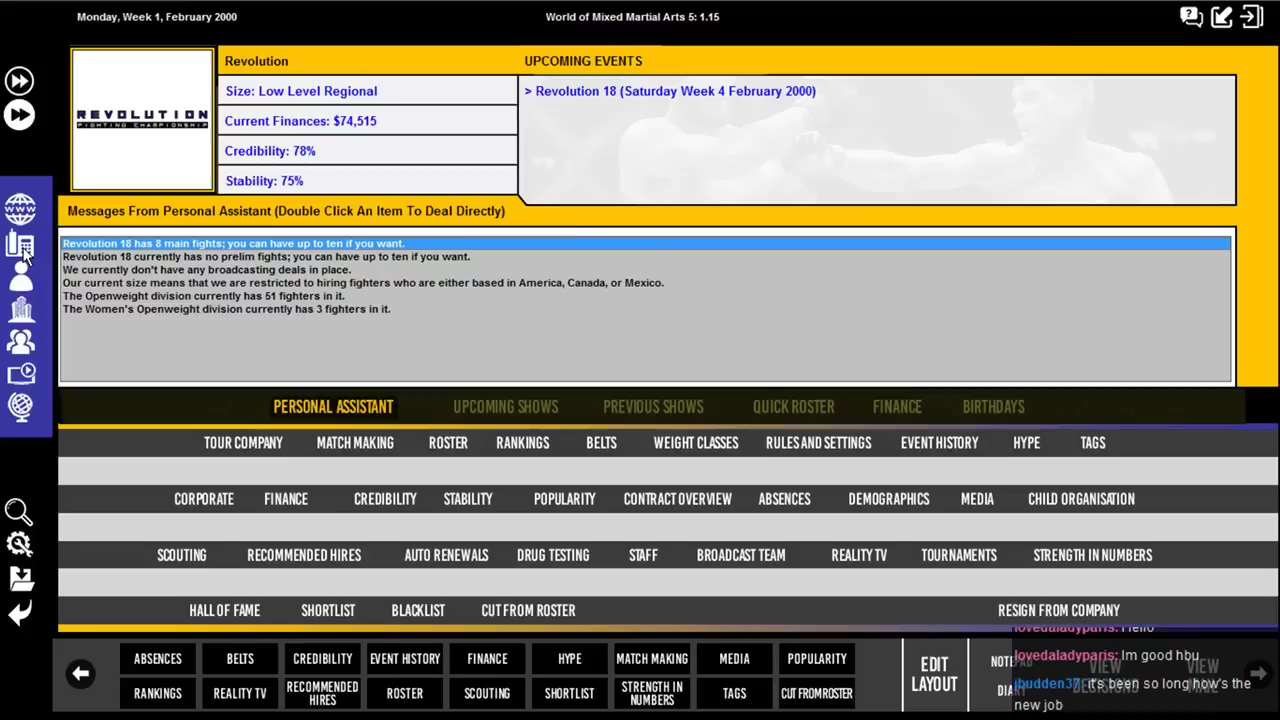 Monday, Week 1, February 2000
World of Mixed Martial Arts 5: 1.15
Revolution
UPCOMING EVENTS
REVOLUTION
FIGHTING CHAMPIONSHIP
Size: Low Level Regional
> Revolution 18 (Saturday Week 4 February 2000)
Current Finances: $74,515
Credibility: 78%
Stability: 75%
WWW
Messages From Personal Assistant (Double Click An Item To Deal Directly)
Revolution 18 has 8 main fights; you can have up to ten if you want.
Revolution 18 currently has no prelim fights; you can have up to ten if you want.
We currently don't have any broadcasting deals in place.
Our current size means that we are restricted to hiring fighters who are either based in America, Canada, or Mexico.
The Openweight division currently has 51 fighters in it.
The Women's Openweight division currently has 3 fighters in it.
PERSONAL ASSISTANT UPCOMING SHOWS PREVIOUS SHOWS QUICK ROSTER FINANCE BIRTHDAYS
TOUR COMPANY MATCH MAKING ROSTER RANKINGS BELTS WEIGHT CLASSES RULES AND SETTINGS EVENT HISTORY HYPE TAGS
CORPORATE FINANCE CREDIBILITY STABILITY POPULARITY CONTRACT OVERVIEW ABSENCES DEMOGRAPHICS MEDIA CHILD ORGANISATION
SCOUTING RECOMMENDED HIRES AUTO RENEWALS DRUG TESTING STAFF BROADCAST TEAM REALITY TV TOURNAMENTS STRENGTH IN NUMBERS
HALL OF FAME SHORTLIST BLACKLIST CUT FROM ROSTER RESIGN FROM COMPANY
ABSENCES BELTS CREDIBILITY EVENT HISTORY FINANCE HYPE MATCH MAKING MEDIA POPULARITY
RANKINGS REALITY TV RECOMMENDED HIRES ROSTER SCOUTING SHORTLIST STRENGTH IN NUMBERS TAGS CUT FROM ROSTER
EDIT LAYOUT
VIEW
VIEW
lovedaladyparis: Hello
lovedaladyparis: Im good hbu
jbudden37: it's been so long how's the
new job